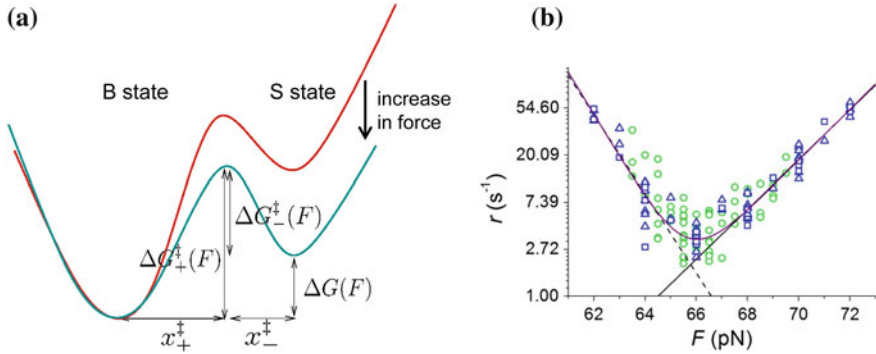 (a)
B state
S state
increase
in force
ΔG‡₋(F)
ΔG‡₊(F)
ΔG(F)
x‡₊
x‡₋
(b)
r (s⁻¹)
54.60
20.09
7.39
2.72
1.00
62 64 66 68 70 72
F (pN)